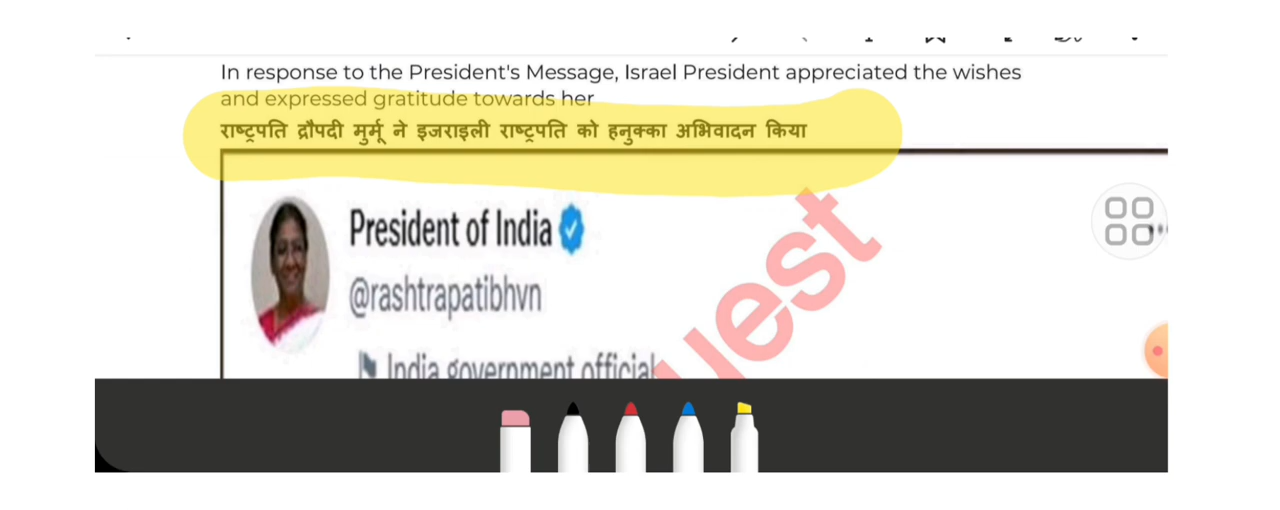 In response to the President's Message, Israel President appreciated the wishes
and expressed gratitude towards her
राष्ट्रपति द्रौपदी मुर्मू ने इजराइली राष्ट्रपति को हनुक्का अभिवादन किया
President of India
@rashtrapatibhvn
India government official
uest